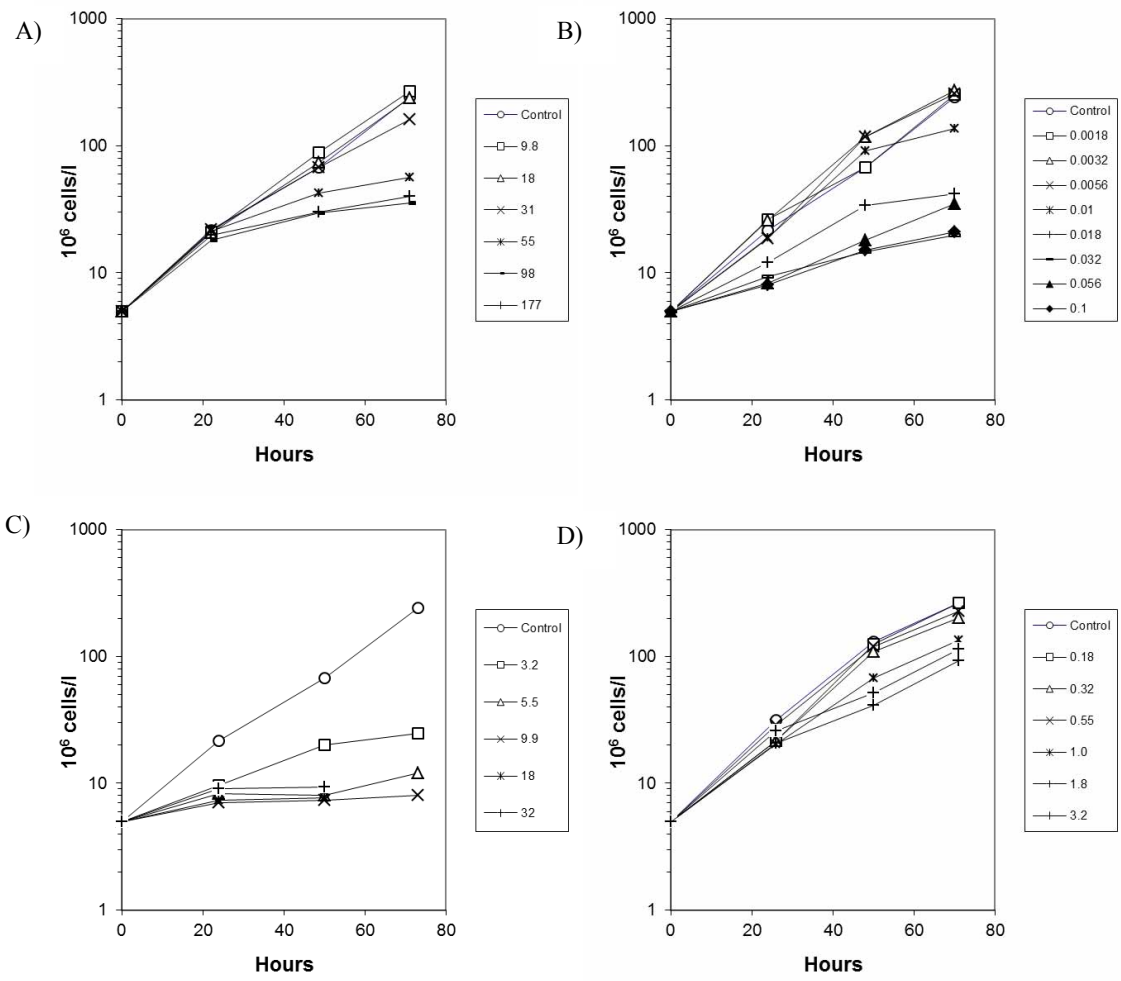 A)
1000
100
10
1
10⁶ cells/l
0 20 40 60 80
Hours
Control
9.8
18
31
55
98
177
B)
1000
100
10
1
10⁶ cells/l
0 20 40 60 80
Hours
Control
0.0018
0.0032
0.0056
0.01
0.018
0.032
0.056
0.1
C)
1000
100
10
1
10⁶ cells/l
0 20 40 60 80
Hours
Control
3.2
5.5
9.9
18
32
D)
1000
100
10
1
10⁶ cells/l
0 20 40 60 80
Hours
Control
0.18
0.32
0.55
1.0
1.8
3.2